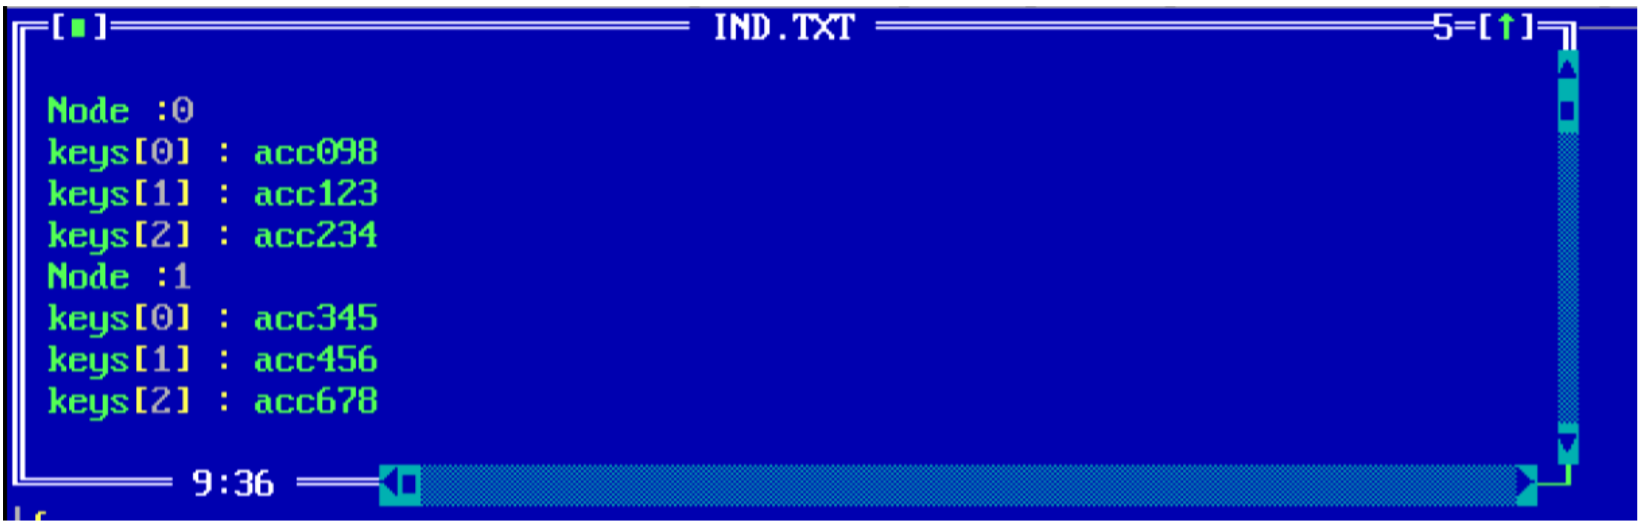 [■] IND.TXT 5=[↑]
Node :0
keys[0] : acc098
keys[1] : acc123
keys[2] : acc234
Node :1
keys[0] : acc345
keys[1] : acc456
keys[2] : acc678
9:36